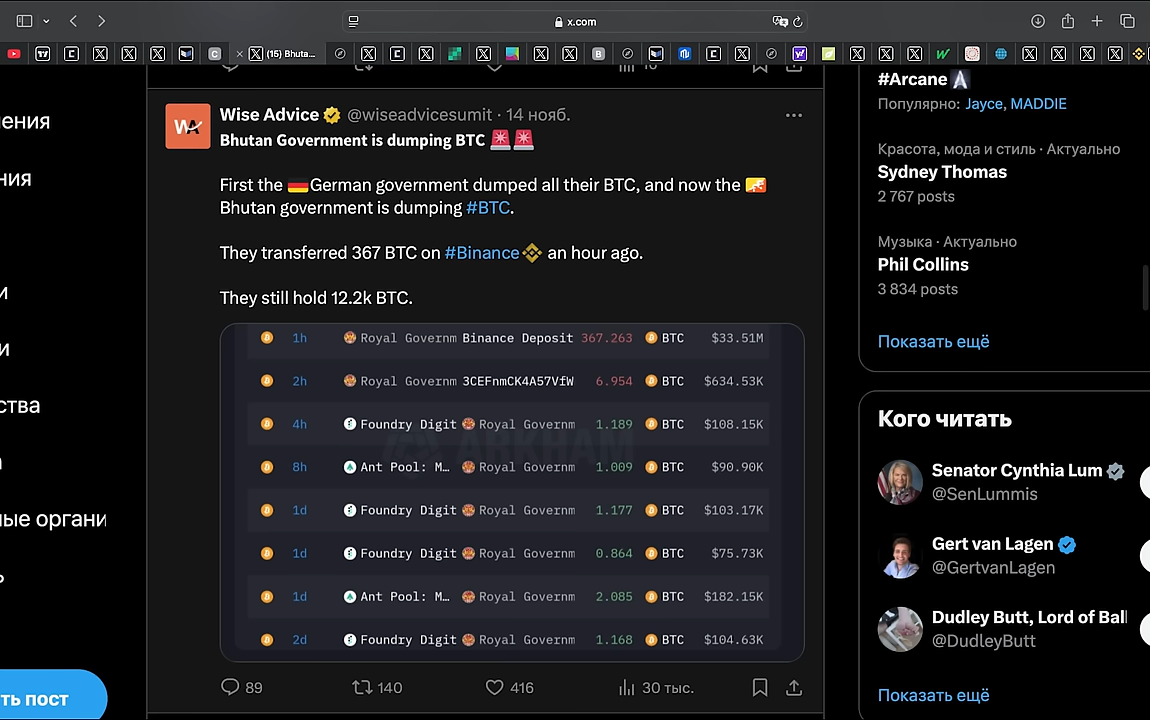 x.com
(15) Bhuta...
ения
ния
и
и
ства
ные органи
ь
ть пост
Wise Advice @wiseadvicesumit · 14 нояб.
Bhutan Government is dumping BTC
First the German government dumped all their BTC, and now the
Bhutan government is dumping #BTC.
They transferred 367 BTC on #Binance an hour ago.
They still hold 12.2k BTC.
1h Royal Governm Binance Deposit 367.263 BTC $33.51M
2h Royal Governm 3CEFnmCK4A57VfW 6.954 BTC $634.53K
4h Foundry Digit Royal Governm 1.189 BTC $108.15K
ARKHAM
8h Ant Pool: M... Royal Governm 1.009 BTC $90.90K
1d Foundry Digit Royal Governm 1.177 BTC $103.17K
1d Foundry Digit Royal Governm 0.864 BTC $75.73K
1d Ant Pool: M... Royal Governm 2.085 BTC $182.15K
2d Foundry Digit Royal Governm 1.168 BTC $104.63K
89 140 416 30 тыс.
#Arcane
Популярно: Jayce, MADDIE
Красота, мода и стиль · Актуально
Sydney Thomas
2 767 posts
Музыка · Актуально
Phil Collins
3 834 posts
Показать ещё
Кого читать
Senator Cynthia Lum
@SenLummis
Gert van Lagen
@GertvanLagen
Dudley Butt, Lord of Ball
@DudleyButt
Показать ещё